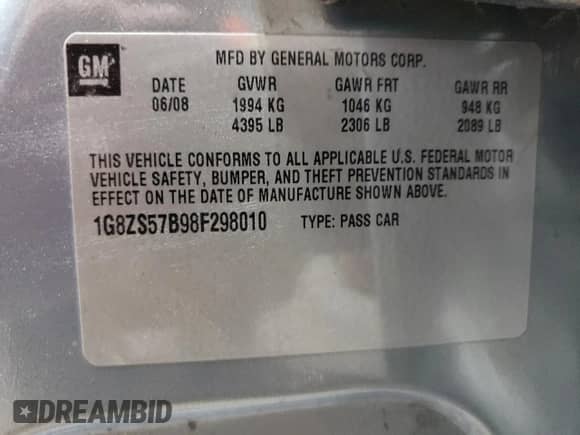 GM
MFD BY GENERAL MOTORS CORP.
DATE GVWR GAWR FRT GAWR RR
06/08 1994 KG 1046 KG 948 KG
4395 LB 2306 LB 2089 LB
THIS VEHICLE CONFORMS TO ALL APPLICABLE U.S. FEDERAL MOTOR
VEHICLE SAFETY, BUMPER, AND THEFT PREVENTION STANDARDS IN
EFFECT ON THE DATE OF MANUFACTURE SHOWN ABOVE.
1G8ZS57B98F298010 TYPE: PASS CAR
DREAMBID